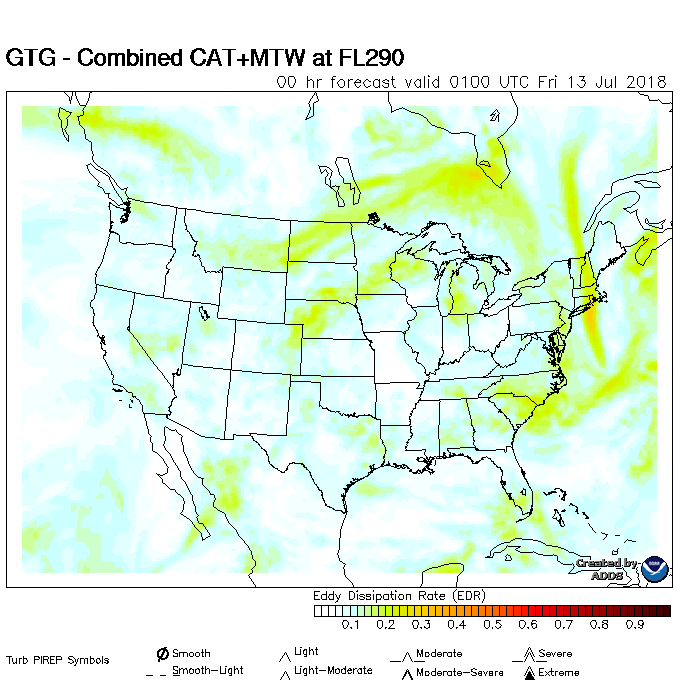 GTG - Combined CAT+MTW at FL290
00 hr forecast valid 0100 UTC Fri 13 Jul 2018
Created by
ADDS
Eddy Dissipation Rate (EDR)
0.1 0.2 0.3 0.4 0.5 0.6 0.7 0.8 0.9
Turb PIREP Symbols
Smooth Light Moderate Severe
Smooth-Light Light-Moderate Moderate-Severe Extreme